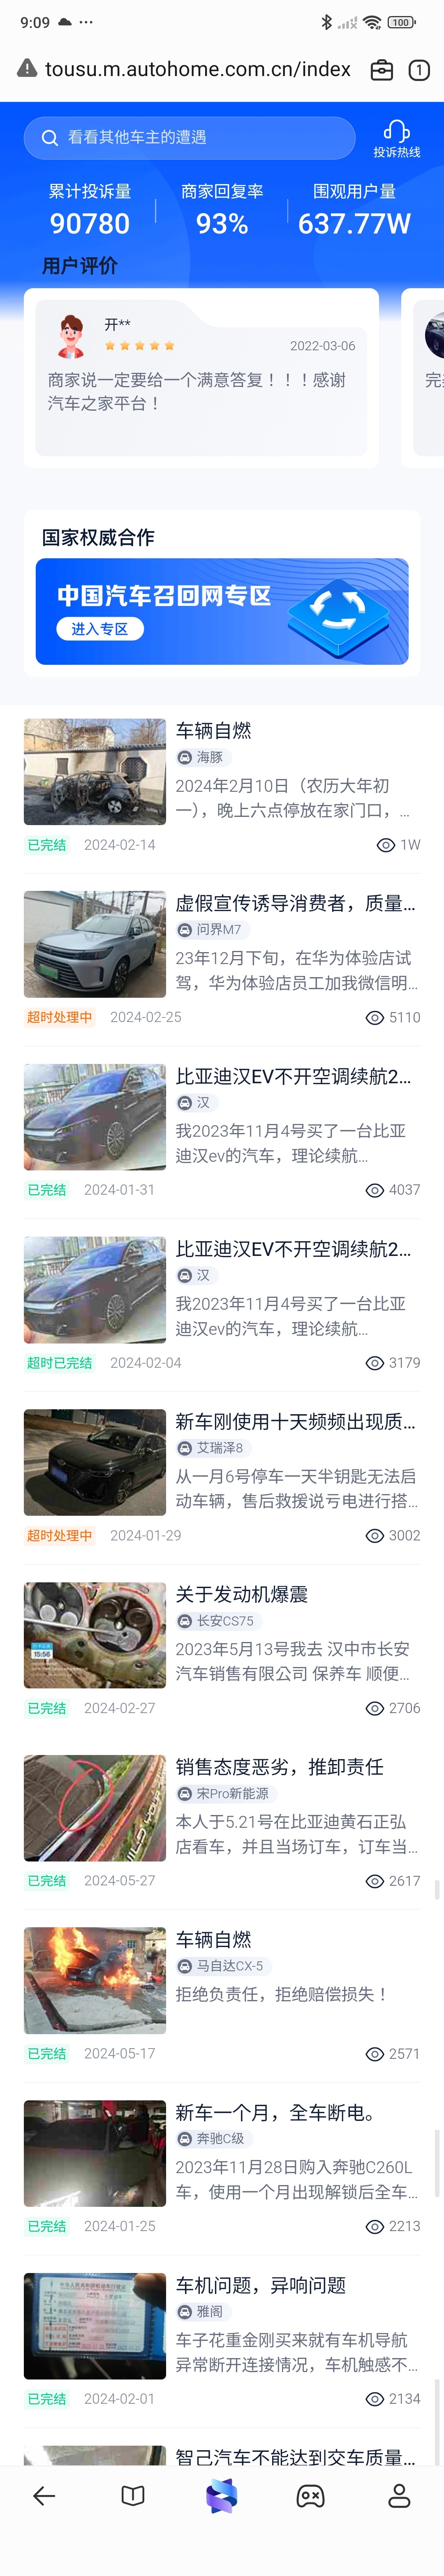 9:09
100
tousu.m.autohome.com.cn/index
1
看看其他车主的遭遇
投诉热线
累计投诉量 商家回复率 围观用户量
90780 93% 637.77W
用户评价
开**
2022-03-06
商家说一定要给一个满意答复！！！感谢
汽车之家平台！
完
国家权威合作
中国汽车召回网专区
进入专区
车辆自燃
海豚
2024年2月10日（农历大年初
一），晚上六点停放在家门口，...
已完结 2024-02-14 1W
虚假宣传诱导消费者，质量...
问界M7
23年12月下旬，在华为体验店试
驾，华为体验店员工加我微信明...
超时处理中 2024-02-25 5110
比亚迪汉EV不开空调续航2...
汉
我2023年11月4号买了一台比亚
迪汉ev的汽车，理论续航...
已完结 2024-01-31 4037
比亚迪汉EV不开空调续航2...
汉
我2023年11月4号买了一台比亚
迪汉ev的汽车，理论续航...
超时已完结 2024-02-04 3179
新车刚使用十天频频出现质...
艾瑞泽8
从一月6号停车一天半钥匙无法启
动车辆，售后救援说亏电进行搭...
超时处理中 2024-01-29 3002
关于发动机爆震
长安CS75
2023年5月13号我去 汉中市长安
汽车销售有限公司 保养车 顺便...
15:56
已完结 2024-02-27 2706
销售态度恶劣，推卸责任
宋Pro新能源
本人于5.21号在比亚迪黄石正弘
店看车，并且当场订车，订车当...
已完结 2024-05-27 2617
车辆自燃
马自达CX-5
拒绝负责任，拒绝赔偿损失！
已完结 2024-05-17 2571
新车一个月，全车断电。
奔驰C级
2023年11月28日购入奔驰C260L
车，使用一个月出现解锁后全车...
已完结 2024-01-25 2213
车机问题，异响问题
雅阁
车子花重金刚买来就有车机导航
异常断开连接情况，车机触感不...
已完结 2024-02-01 2134
智己汽车不能达到交车质量...